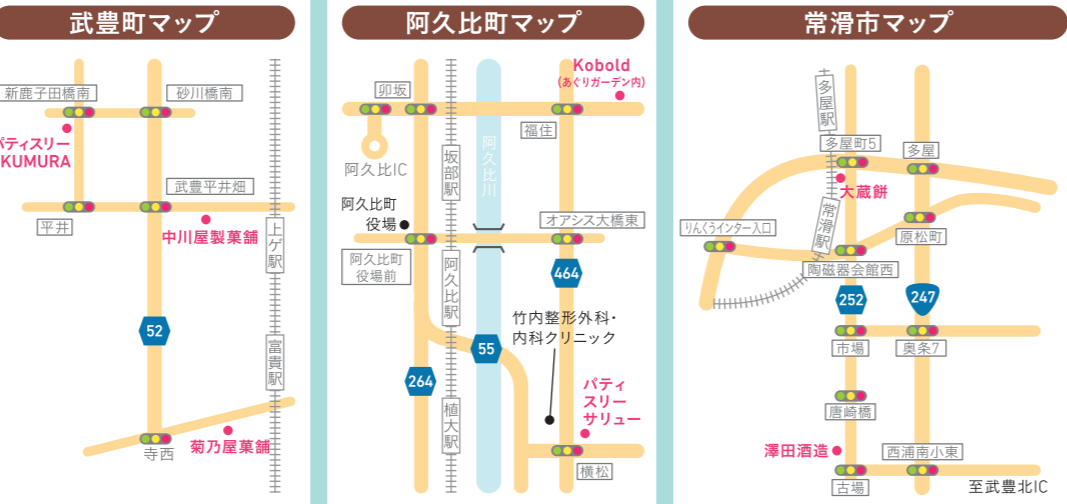 武豊町マップ
新鹿子田橋南
砂川橋南
パティスリー
KUMURA
武豊平井畑
平井
中川屋製菓舗
上ゲ駅
52
富貴駅
菊乃屋菓舗
寺西
阿久比町マップ
Kobold
(あぐりガーデン内)
卯坂
福住
阿久比IC
坂部駅
阿久比川
阿久比町
役場
オアシス大橋東
阿久比町
役場前
阿久比駅
464
竹内整形外科・
内科クリニック
55
264
パティ
スリー
サリュー
植大駅
横松
常滑市マップ
多屋駅
多屋町5
多屋
大蔵餅
常滑駅
りんくうインター入口
原松町
陶磁器会館西
252
247
市場
奥条7
唐崎橋
澤田酒造
西浦南小東
古場
至武豊北IC